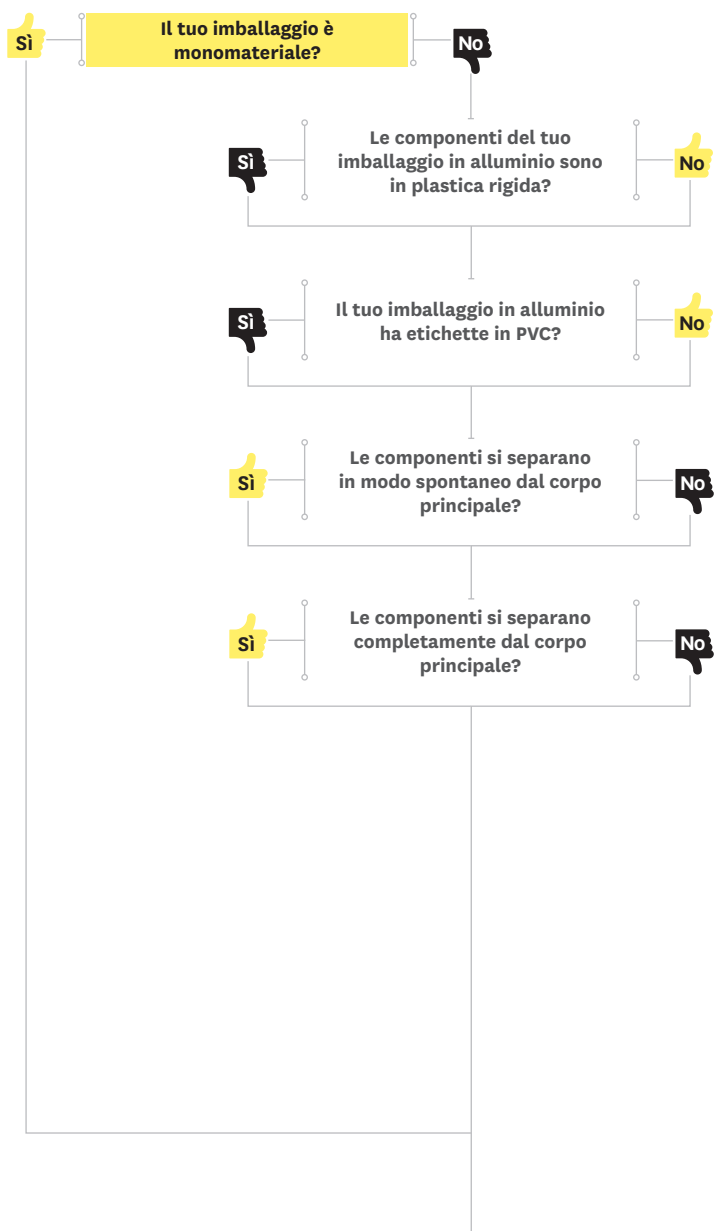 Sì
Il tuo imballaggio è
monomateriale?
No
Sì
Le componenti del tuo
imballaggio in alluminio sono
in plastica rigida?
No
Sì
Il tuo imballaggio in alluminio
ha etichette in PVC?
No
Sì
Le componenti si separano
in modo spontaneo dal corpo
principale?
No
Sì
Le componenti si separano
completamente dal corpo
principale?
No